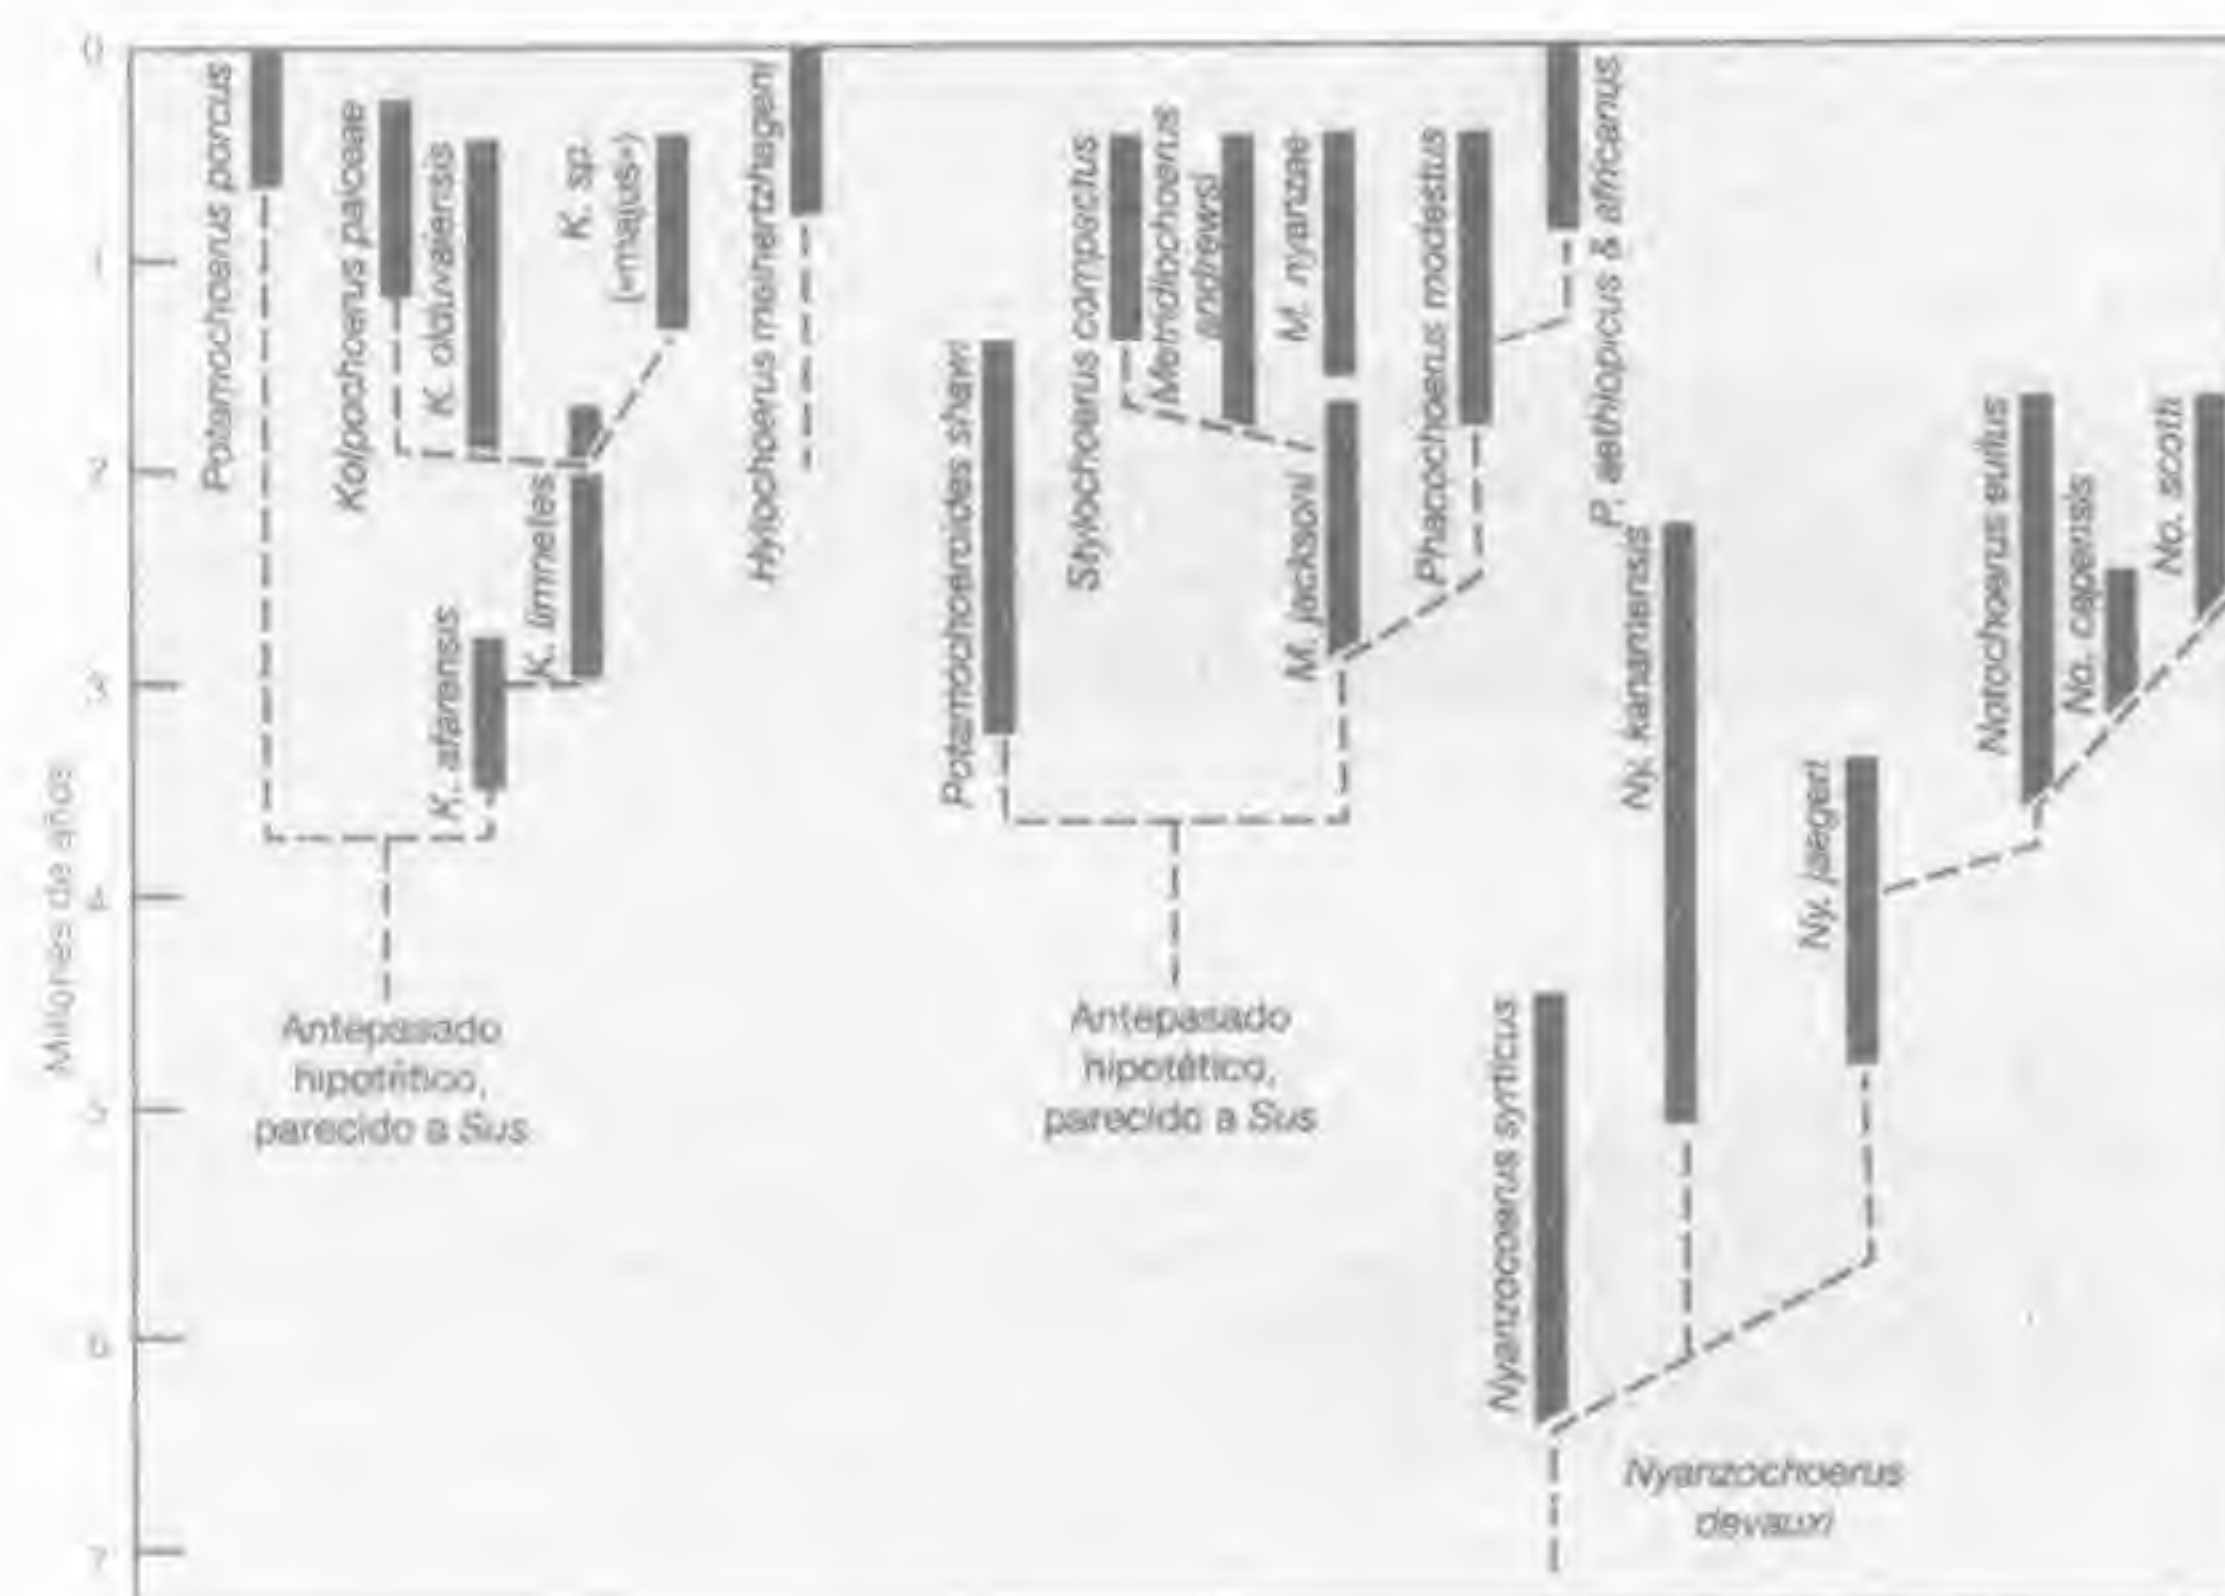 0
1
2
3
4
5
6
7
Millones de años
Potamochoerus porcus
Kolpochoerus paiceae
K. olduvaiensis
K. sp.
(«majus»)
K. limnetes
K. afarensis
Hylochoerus meinertzhageni
Antepasado
hipotético,
parecido a Sus
Potamochoeroides shawi
Stylochoerus compactus
Metridiochoerus
andrewsi
M. nyanzae
M. jacksoni
Phacochoerus modestus
P. aethiopicus & africanus
Antepasado
hipotético,
parecido a Sus
Nyanzocoerus syrticus
Ny. kanamensis
Ny. jaegeri
Notochoerus euilus
No. capensis
No. scotti
Nyanzochoerus
devauxi